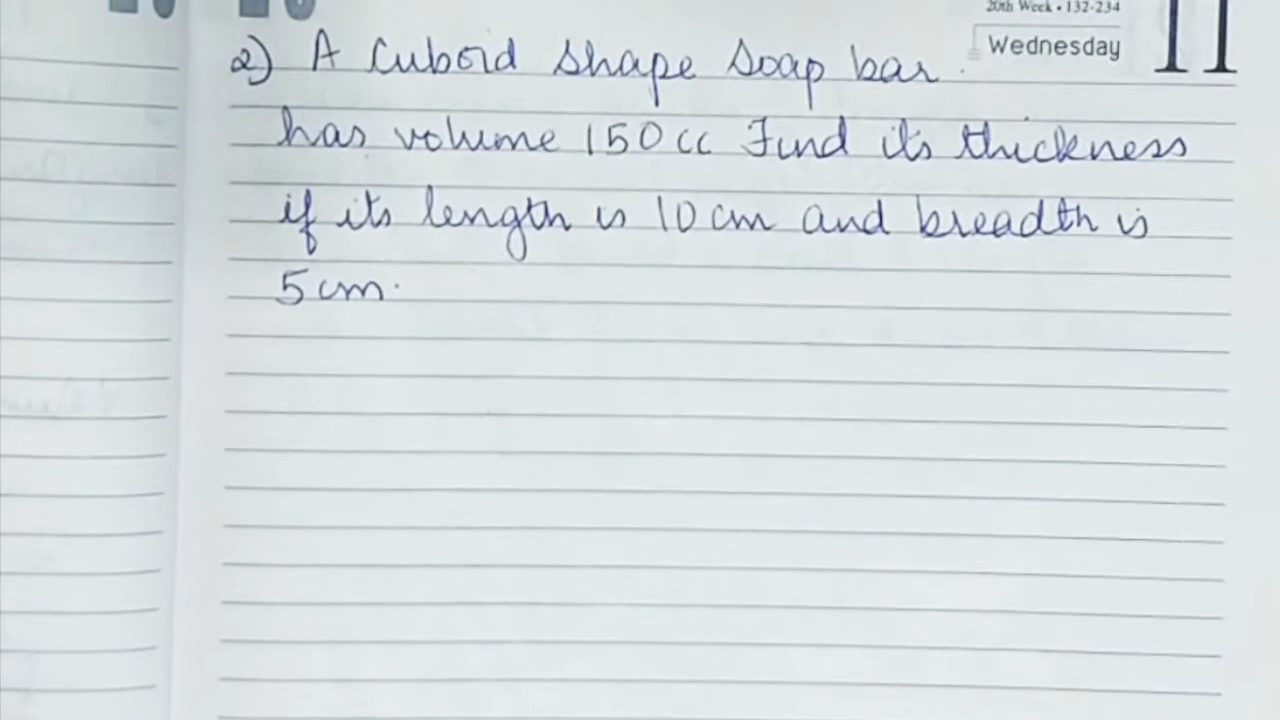 20th Week • 132-234
Wednesday
11
2) A Cuboid shape soap bar
has volume 150 cc Find its thickness
if its length is 10 cm and breadth is
5 cm.